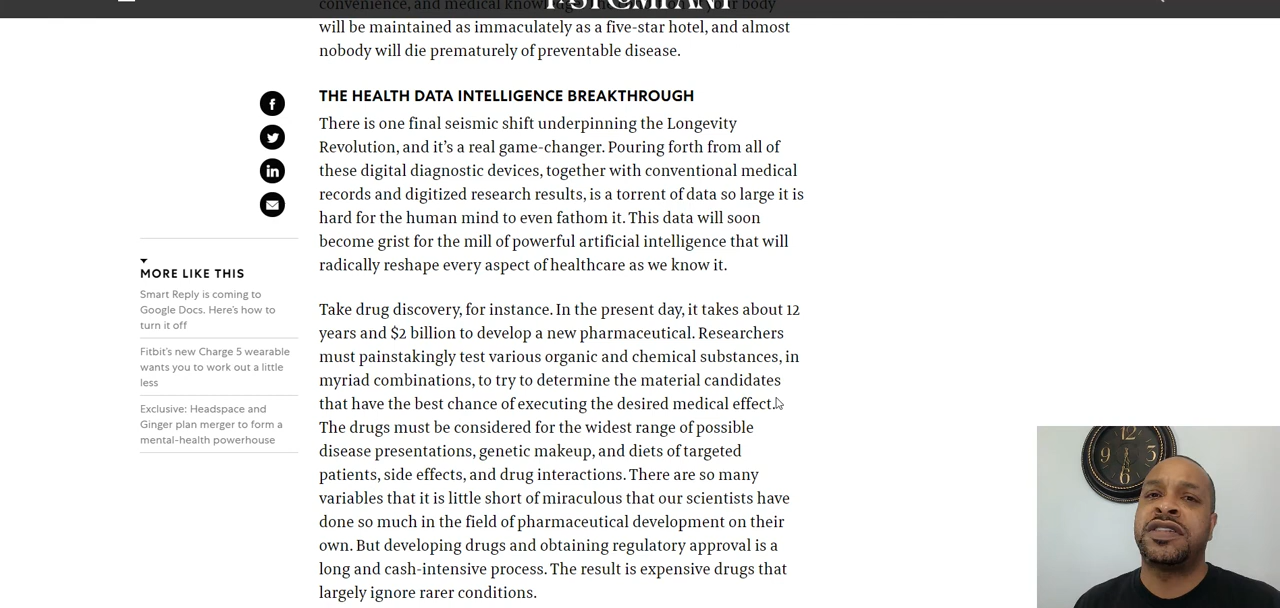 will be maintained as immaculately as a five-star hotel, and almost
nobody will die prematurely of preventable disease.
THE HEALTH DATA INTELLIGENCE BREAKTHROUGH
There is one final seismic shift underpinning the Longevity
Revolution, and it’s a real game-changer. Pouring forth from all of
these digital diagnostic devices, together with conventional medical
records and digitized research results, is a torrent of data so large it is
hard for the human mind to even fathom it. This data will soon
become grist for the mill of powerful artificial intelligence that will
radically reshape every aspect of healthcare as we know it.
Take drug discovery, for instance. In the present day, it takes about 12
years and $2 billion to develop a new pharmaceutical. Researchers
must painstakingly test various organic and chemical substances, in
myriad combinations, to try to determine the material candidates
that have the best chance of executing the desired medical effect.
The drugs must be considered for the widest range of possible
disease presentations, genetic makeup, and diets of targeted
patients, side effects, and drug interactions. There are so many
variables that it is little short of miraculous that our scientists have
done so much in the field of pharmaceutical development on their
own. But developing drugs and obtaining regulatory approval is a
long and cash-intensive process. The result is expensive drugs that
largely ignore rarer conditions.
MORE LIKE THIS
Smart Reply is coming to
Google Docs. Here's how to
turn it off
Fitbit's new Charge 5 wearable
wants you to work out a little
less
Exclusive: Headspace and
Ginger plan merger to form a
mental-health powerhouse
12
9
3
6